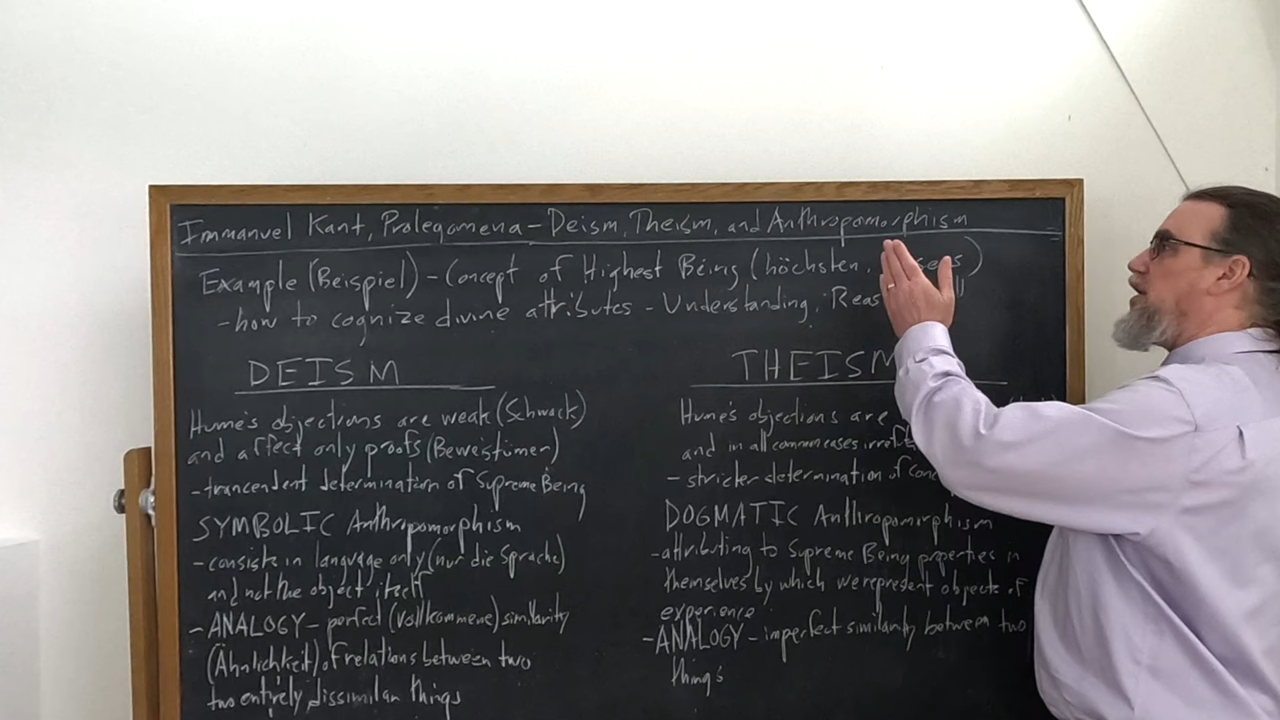 Immanuel Kant, Prolegomena - Deism, Theism, and Anthropomorphism
Example (Beispiel) - Concept of Highest Being (höchsten
- how to cognize divine attributes - Understanding, Reas
DEISM
Hume's objections are weak (Schwack)
and affect only proofs (Beweistümer)
- trancendent determination of Supreme Being
SYMBOLIC Anthropomorphism
- consists in language only (nur die Sprache)
and not the object itself
- ANALOGY - perfect (Vollkommene) similarity
(Ähnlichkeit) of relations between two
two entirely dissimilar things
THEISM
Hume's objections are
and in all common cases
- stricter determination of
DOGMATIC Anthropomorphism
- attributing to Supreme Being properties in
themselves by which we represent objects of
experience
- ANALOGY - imperfect similarity between two
things